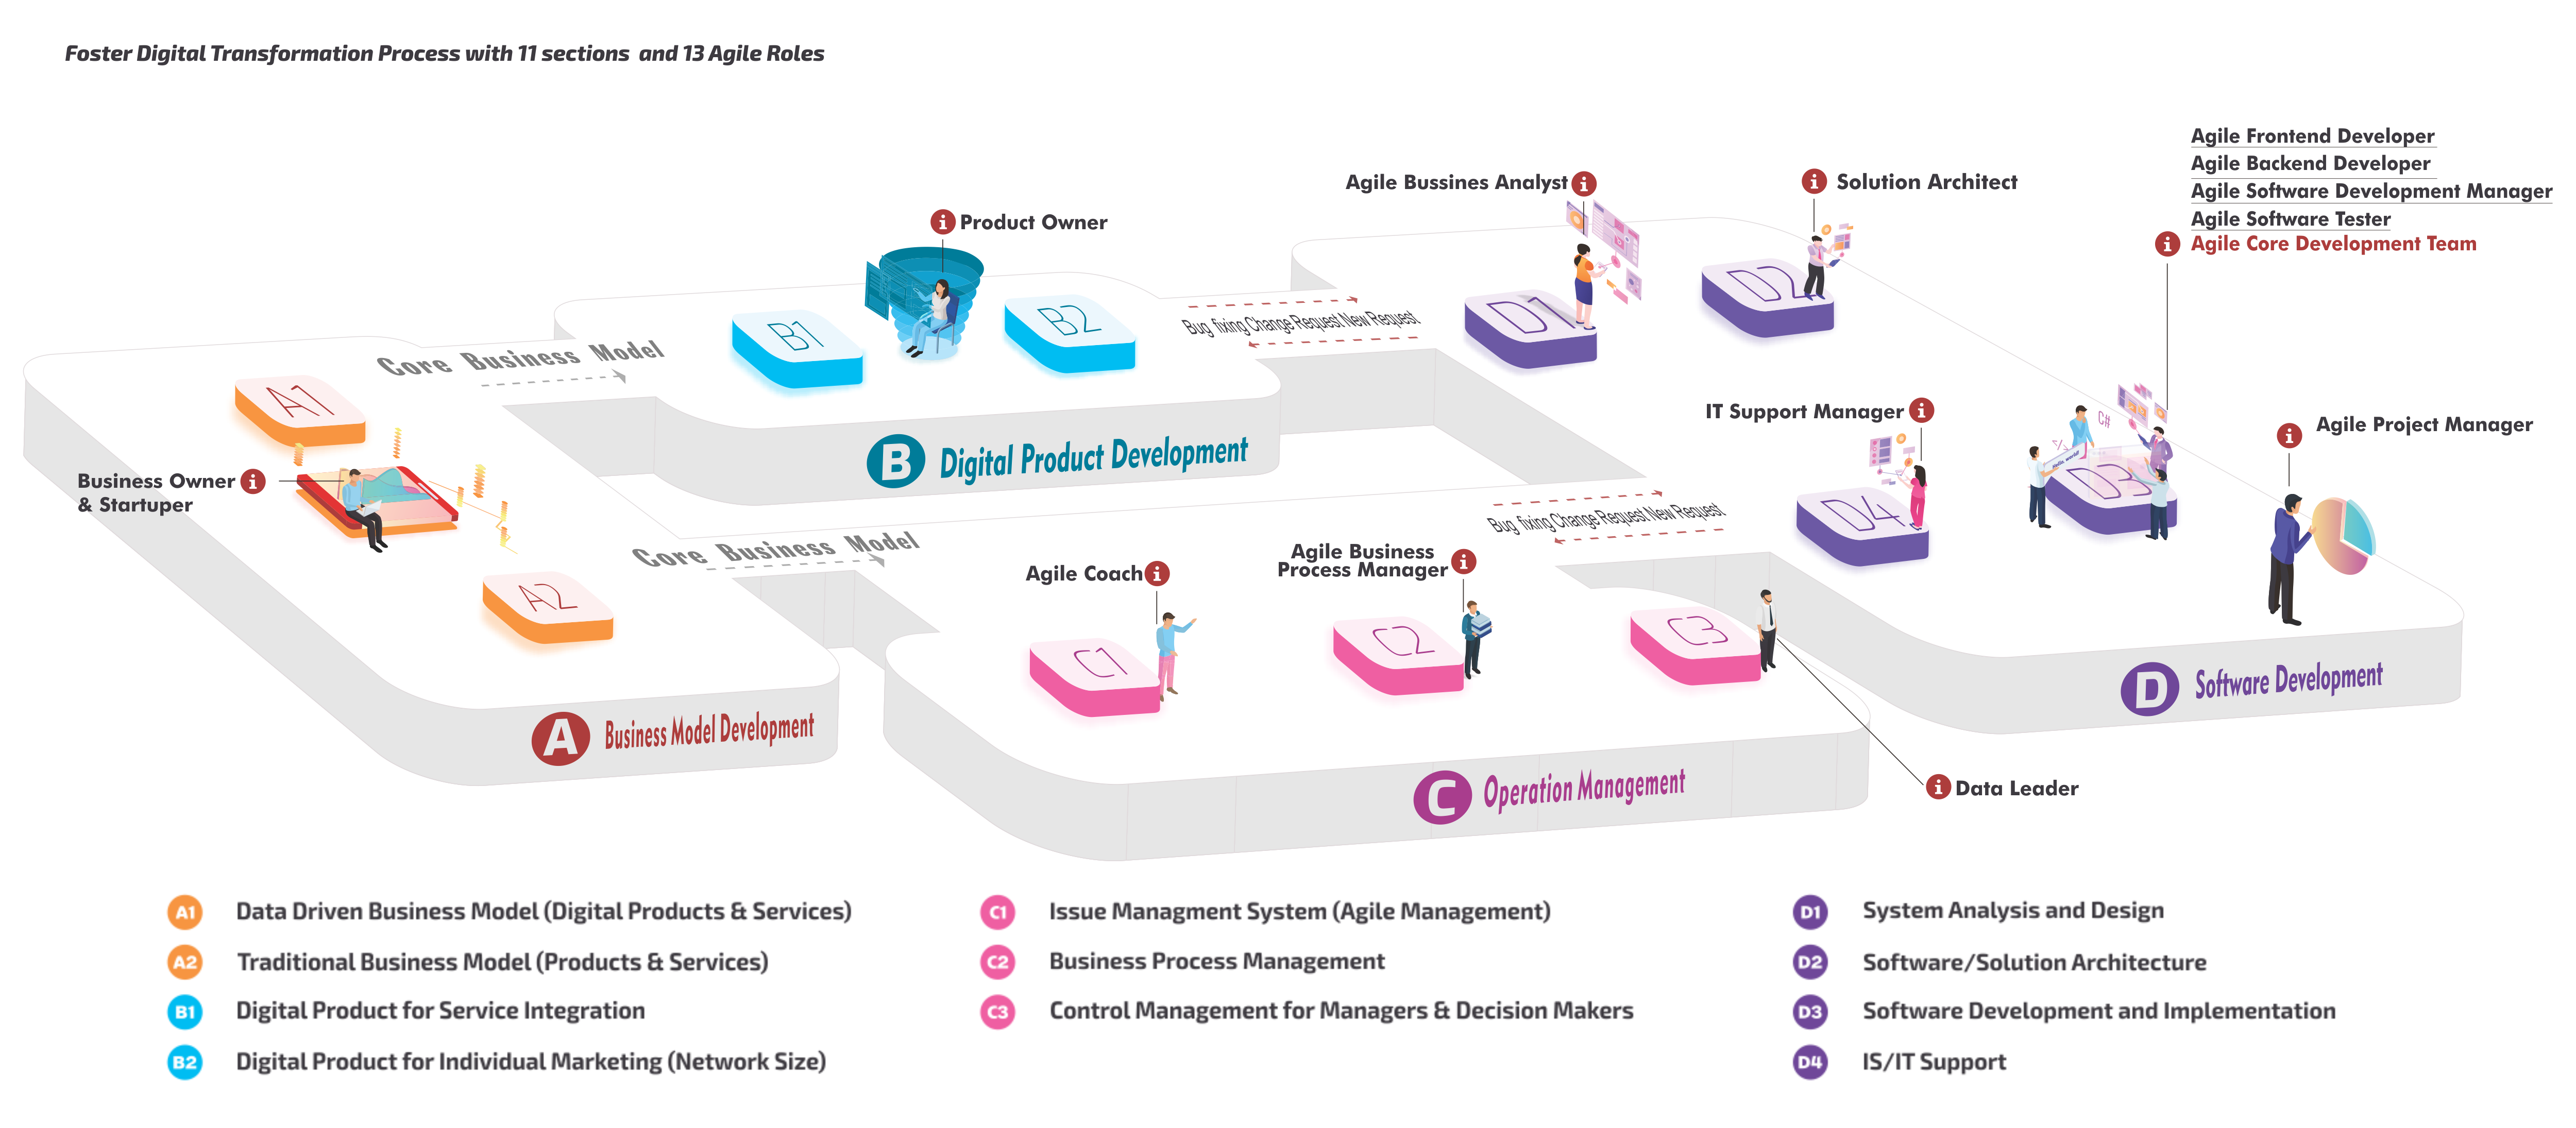 Foster Digital Transformation Process with 11 sections and 13 Agile Roles
Agile Frontend Developer
Agile Backend Developer
Agile Software Development Manager
Agile Software Tester
Agile Core Development Team
Agile Bussines Analyst
Solution Architect
Product Owner
B1
B2
Bug fixing Change Request New Request
D1
D2
Core Business Model
A1
Business Owner
& Startuper
B
Digital Product Development
IT Support Manager
Agile Project Manager
C#
</>
Hello, world!
D3
D4
Bug fixing Change Request New Request
Core Business Model
A2
Agile Coach
Agile Business
Process Manager
C1
C2
C3
A
Business Model Development
C
Operation Management
D
Software Development
Data Leader
A1 Data Driven Business Model (Digital Products & Services)
A2 Traditional Business Model (Products & Services)
B1 Digital Product for Service Integration
B2 Digital Product for Individual Marketing (Network Size)
C1 Issue Managment System (Agile Management)
C2 Business Process Management
C3 Control Management for Managers & Decision Makers
D1 System Analysis and Design
D2 Software/Solution Architecture
D3 Software Development and Implementation
D4 IS/IT Support